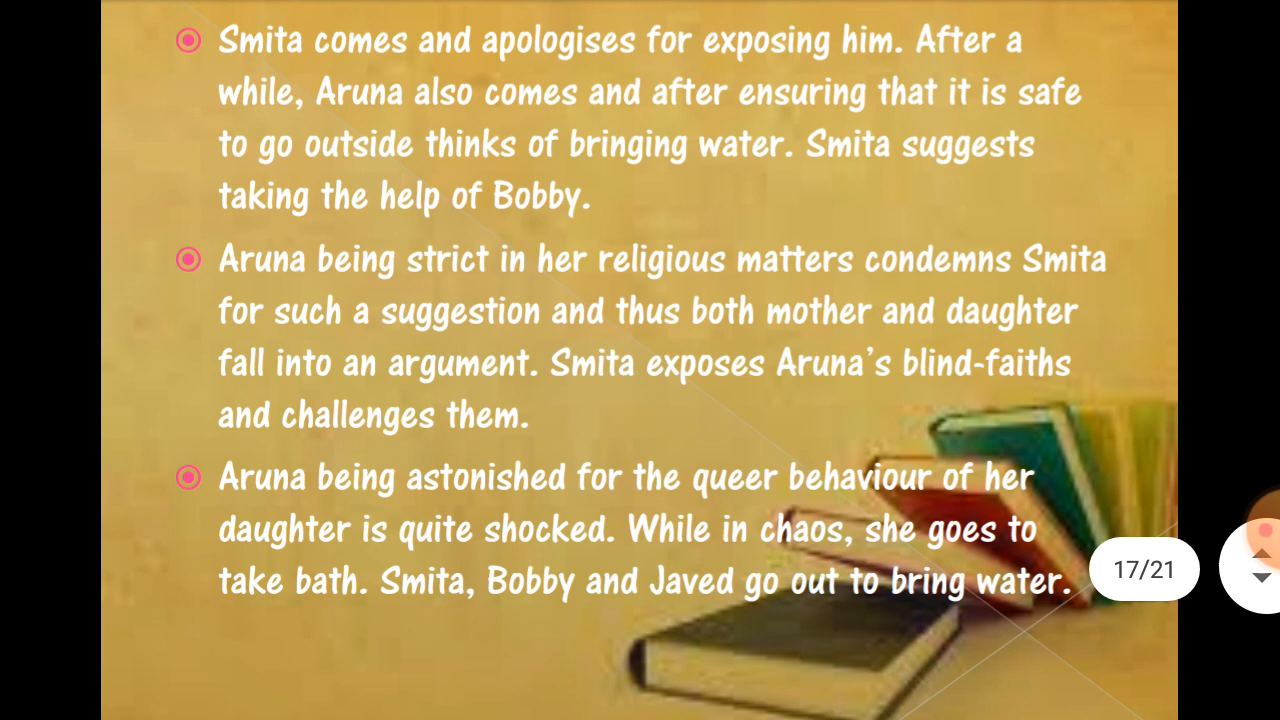 Smita comes and apologises for exposing him. After a
while, Aruna also comes and after ensuring that it is safe
to go outside thinks of bringing water. Smita suggests
taking the help of Bobby.
Aruna being strict in her religious matters condemns Smita
for such a suggestion and thus both mother and daughter
fall into an argument. Smita exposes Aruna's blind-faiths
and challenges them.
Aruna being astonished for the queer behaviour of her
daughter is quite shocked. While in chaos, she goes to
take bath. Smita, Bobby and Javed go out to bring water.
17/21